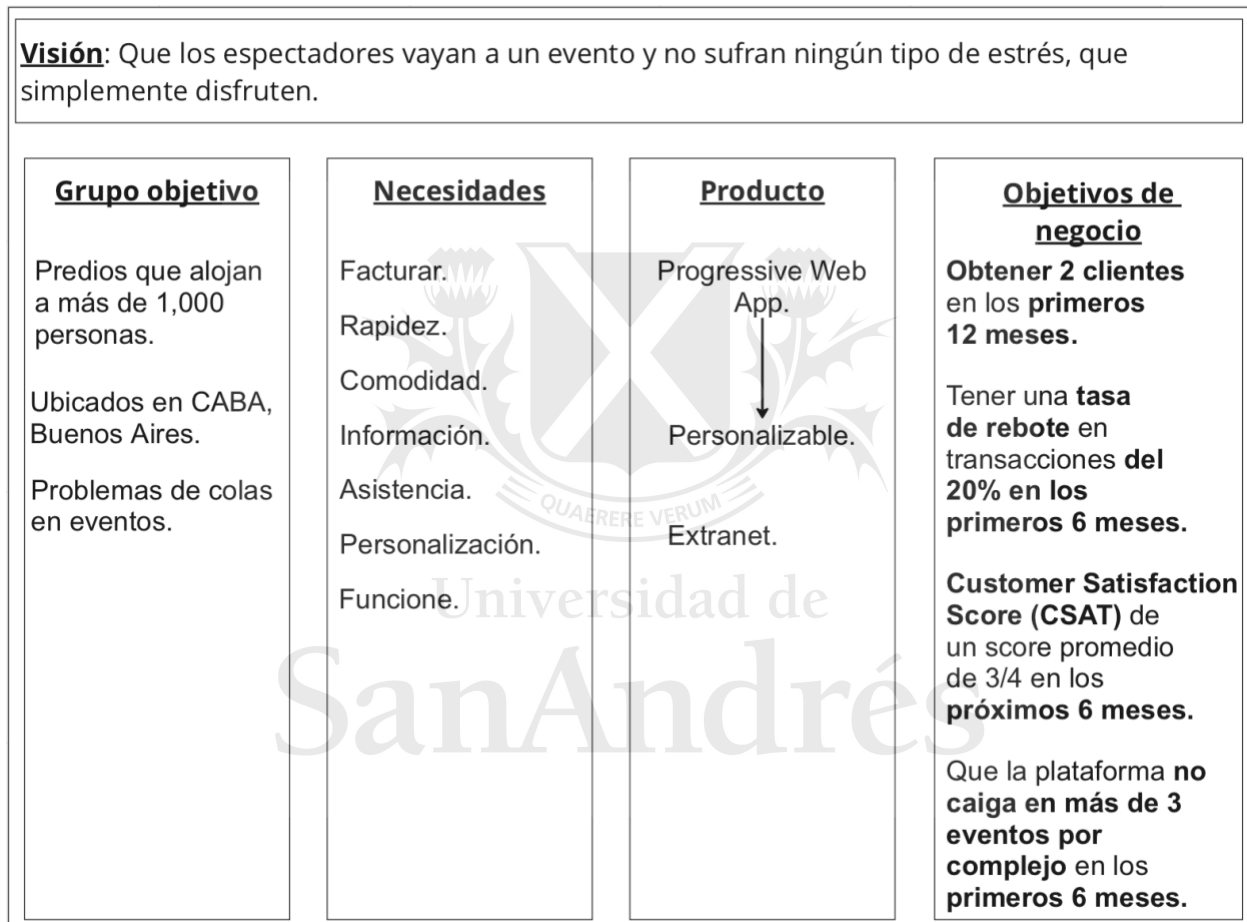 Visión: Que los espectadores vayan a un evento y no sufran ningún tipo de estrés, que
simplemente disfruten.
Grupo objetivo
Predios que alojan
a más de 1,000
personas.
Ubicados en CABA,
Buenos Aires.
Problemas de colas
en eventos.
Necesidades
Facturar.
Rapidez.
Comodidad.
Información.
Asistencia.
Personalización.
Funcione.
Producto
Progressive Web
App.
Personalizable.
Extranet.
Objetivos de
negocio
Obtener 2 clientes
en los primeros
12 meses.
Tener una tasa
de rebote en
transacciones del
20% en los
primeros 6 meses.
Customer Satisfaction
Score (CSAT) de
un score promedio
de 3/4 en los
próximos 6 meses.
Que la plataforma no
caiga en más de 3
eventos por
complejo en los
primeros 6 meses.
QUAERERE VERUM
Universidad de
SanAndrés